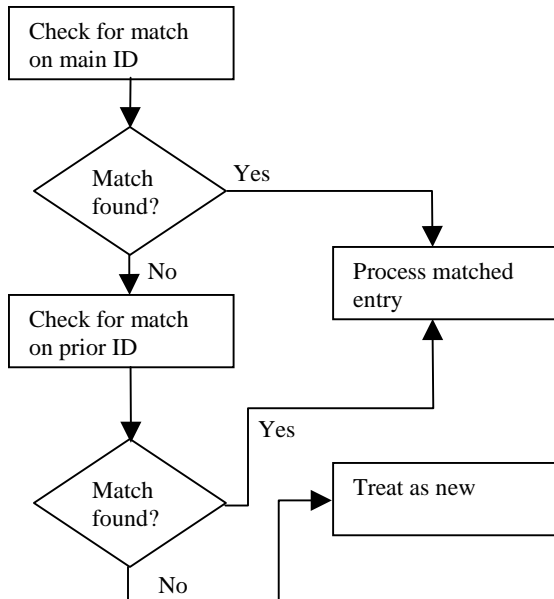 Check for match
on main ID
Match
found?
Yes
No
Process matched
entry
Check for match
on prior ID
Yes
Match
found?
Treat as new
No